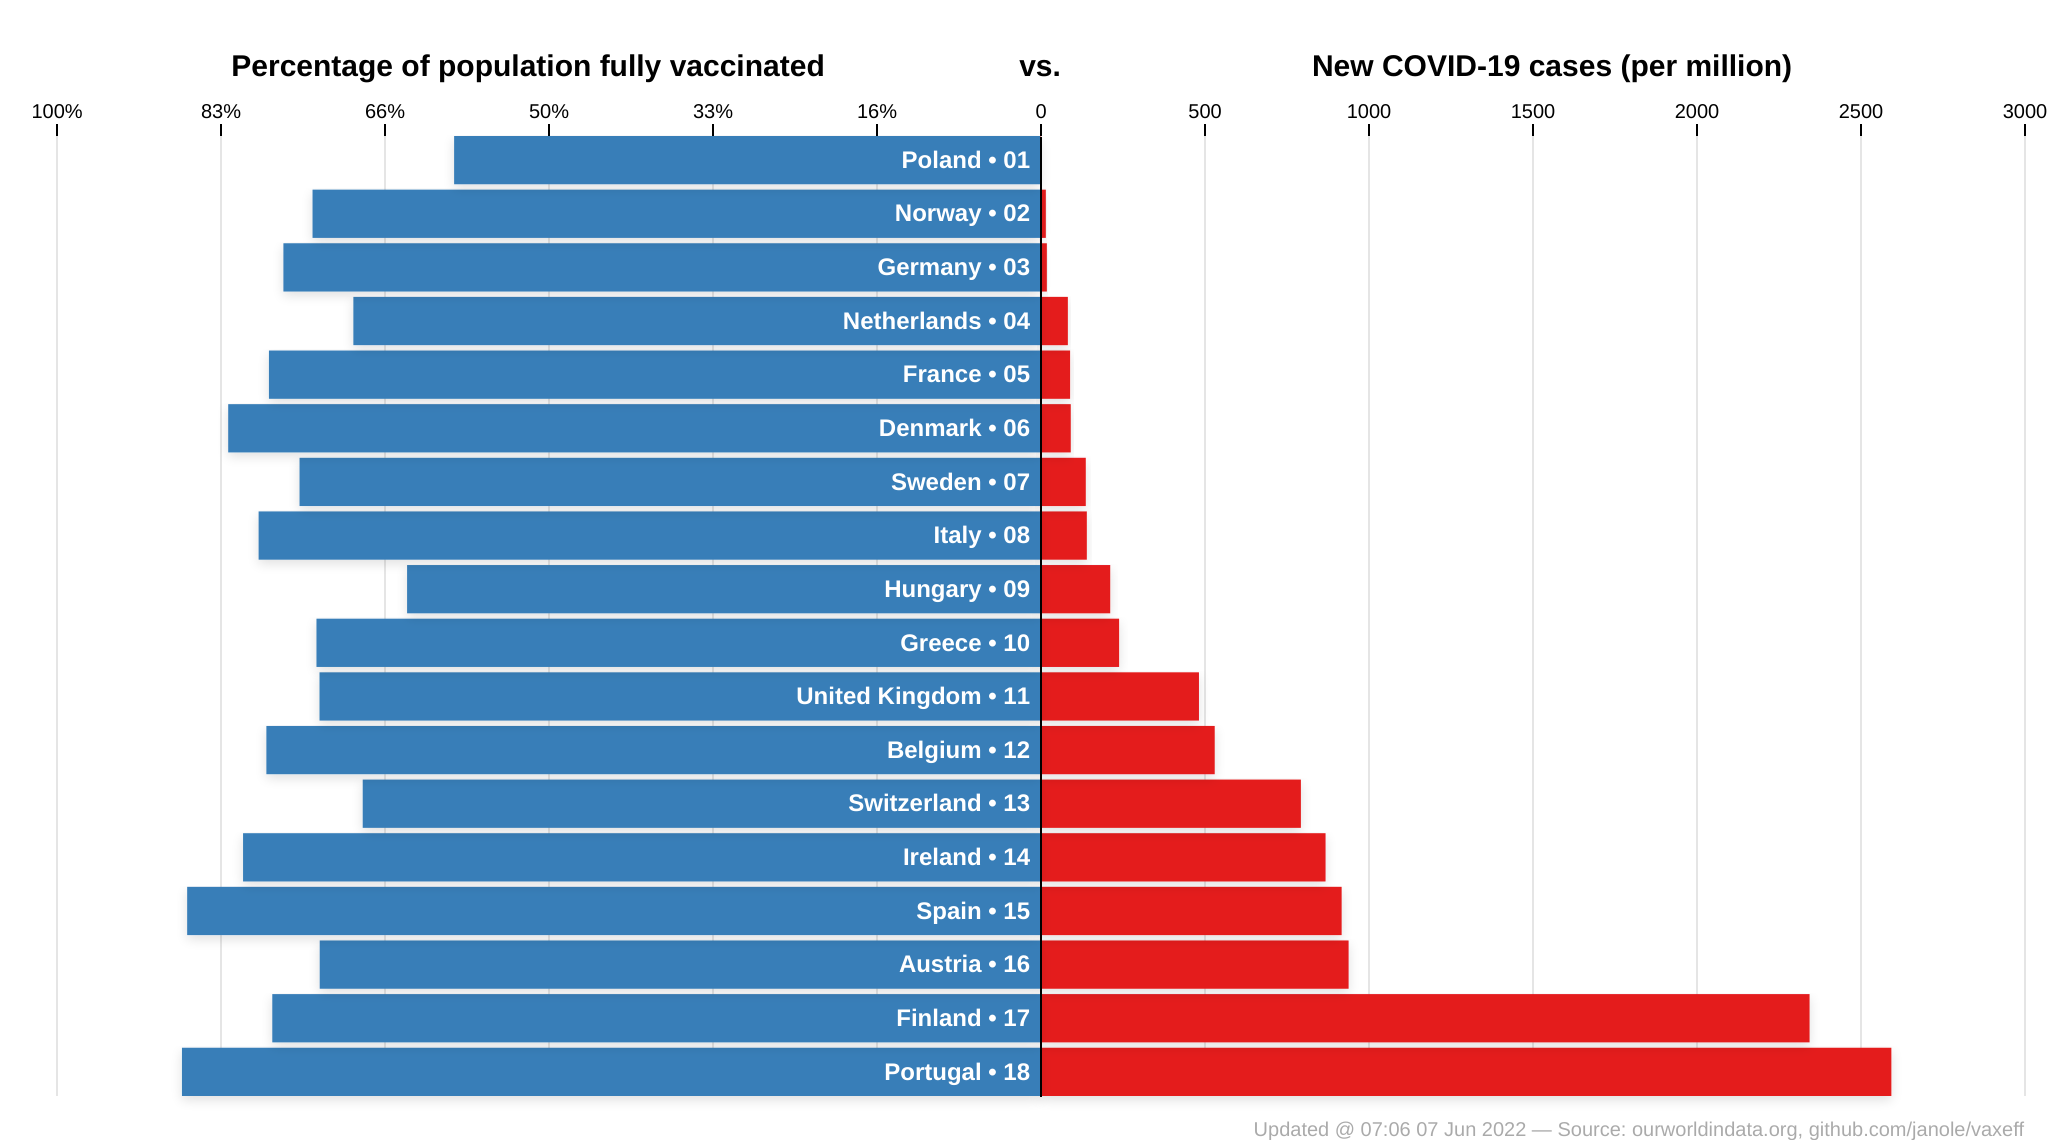 Percentage of population fully vaccinated vs. New COVID-19 cases (per million)
100% 83% 66% 50% 33% 16% 0 500 1000 1500 2000 2500 3000
Poland • 01
Norway • 02
Germany • 03
Netherlands • 04
France • 05
Denmark • 06
Sweden • 07
Italy • 08
Hungary • 09
Greece • 10
United Kingdom • 11
Belgium • 12
Switzerland • 13
Ireland • 14
Spain • 15
Austria • 16
Finland • 17
Portugal • 18
Updated @ 07:06 07 Jun 2022 — Source: ourworldindata.org, github.com/janole/vaxeff